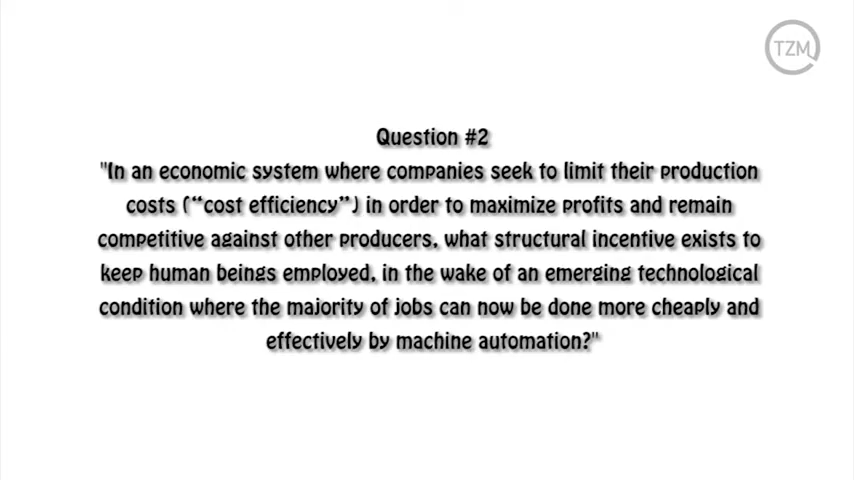 TZM
Question #2
"In an economic system where companies seek to limit their production
costs ("cost efficiency") in order to maximize profits and remain
competitive against other producers, what structural incentive exists to
keep human beings employed, in the wake of an emerging technological
condition where the majority of jobs can now be done more cheaply and
effectively by machine automation?"